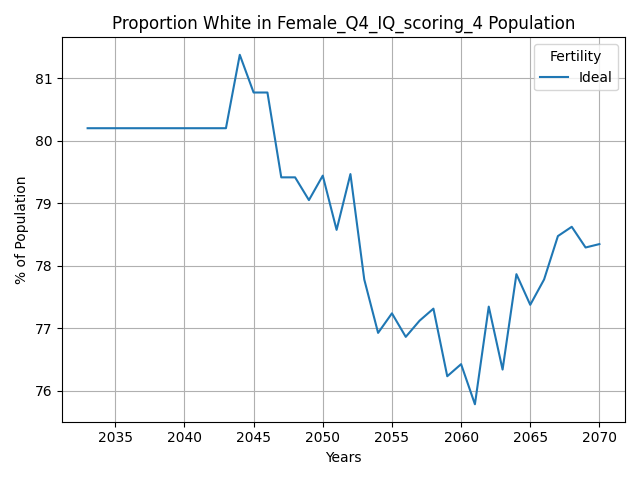 Proportion White in Female_Q4_IQ_scoring_4 Population
Fertility
Ideal
% of Population
81
80
79
78
77
76
2035 2040 2045 2050 2055 2060 2065 2070
Years